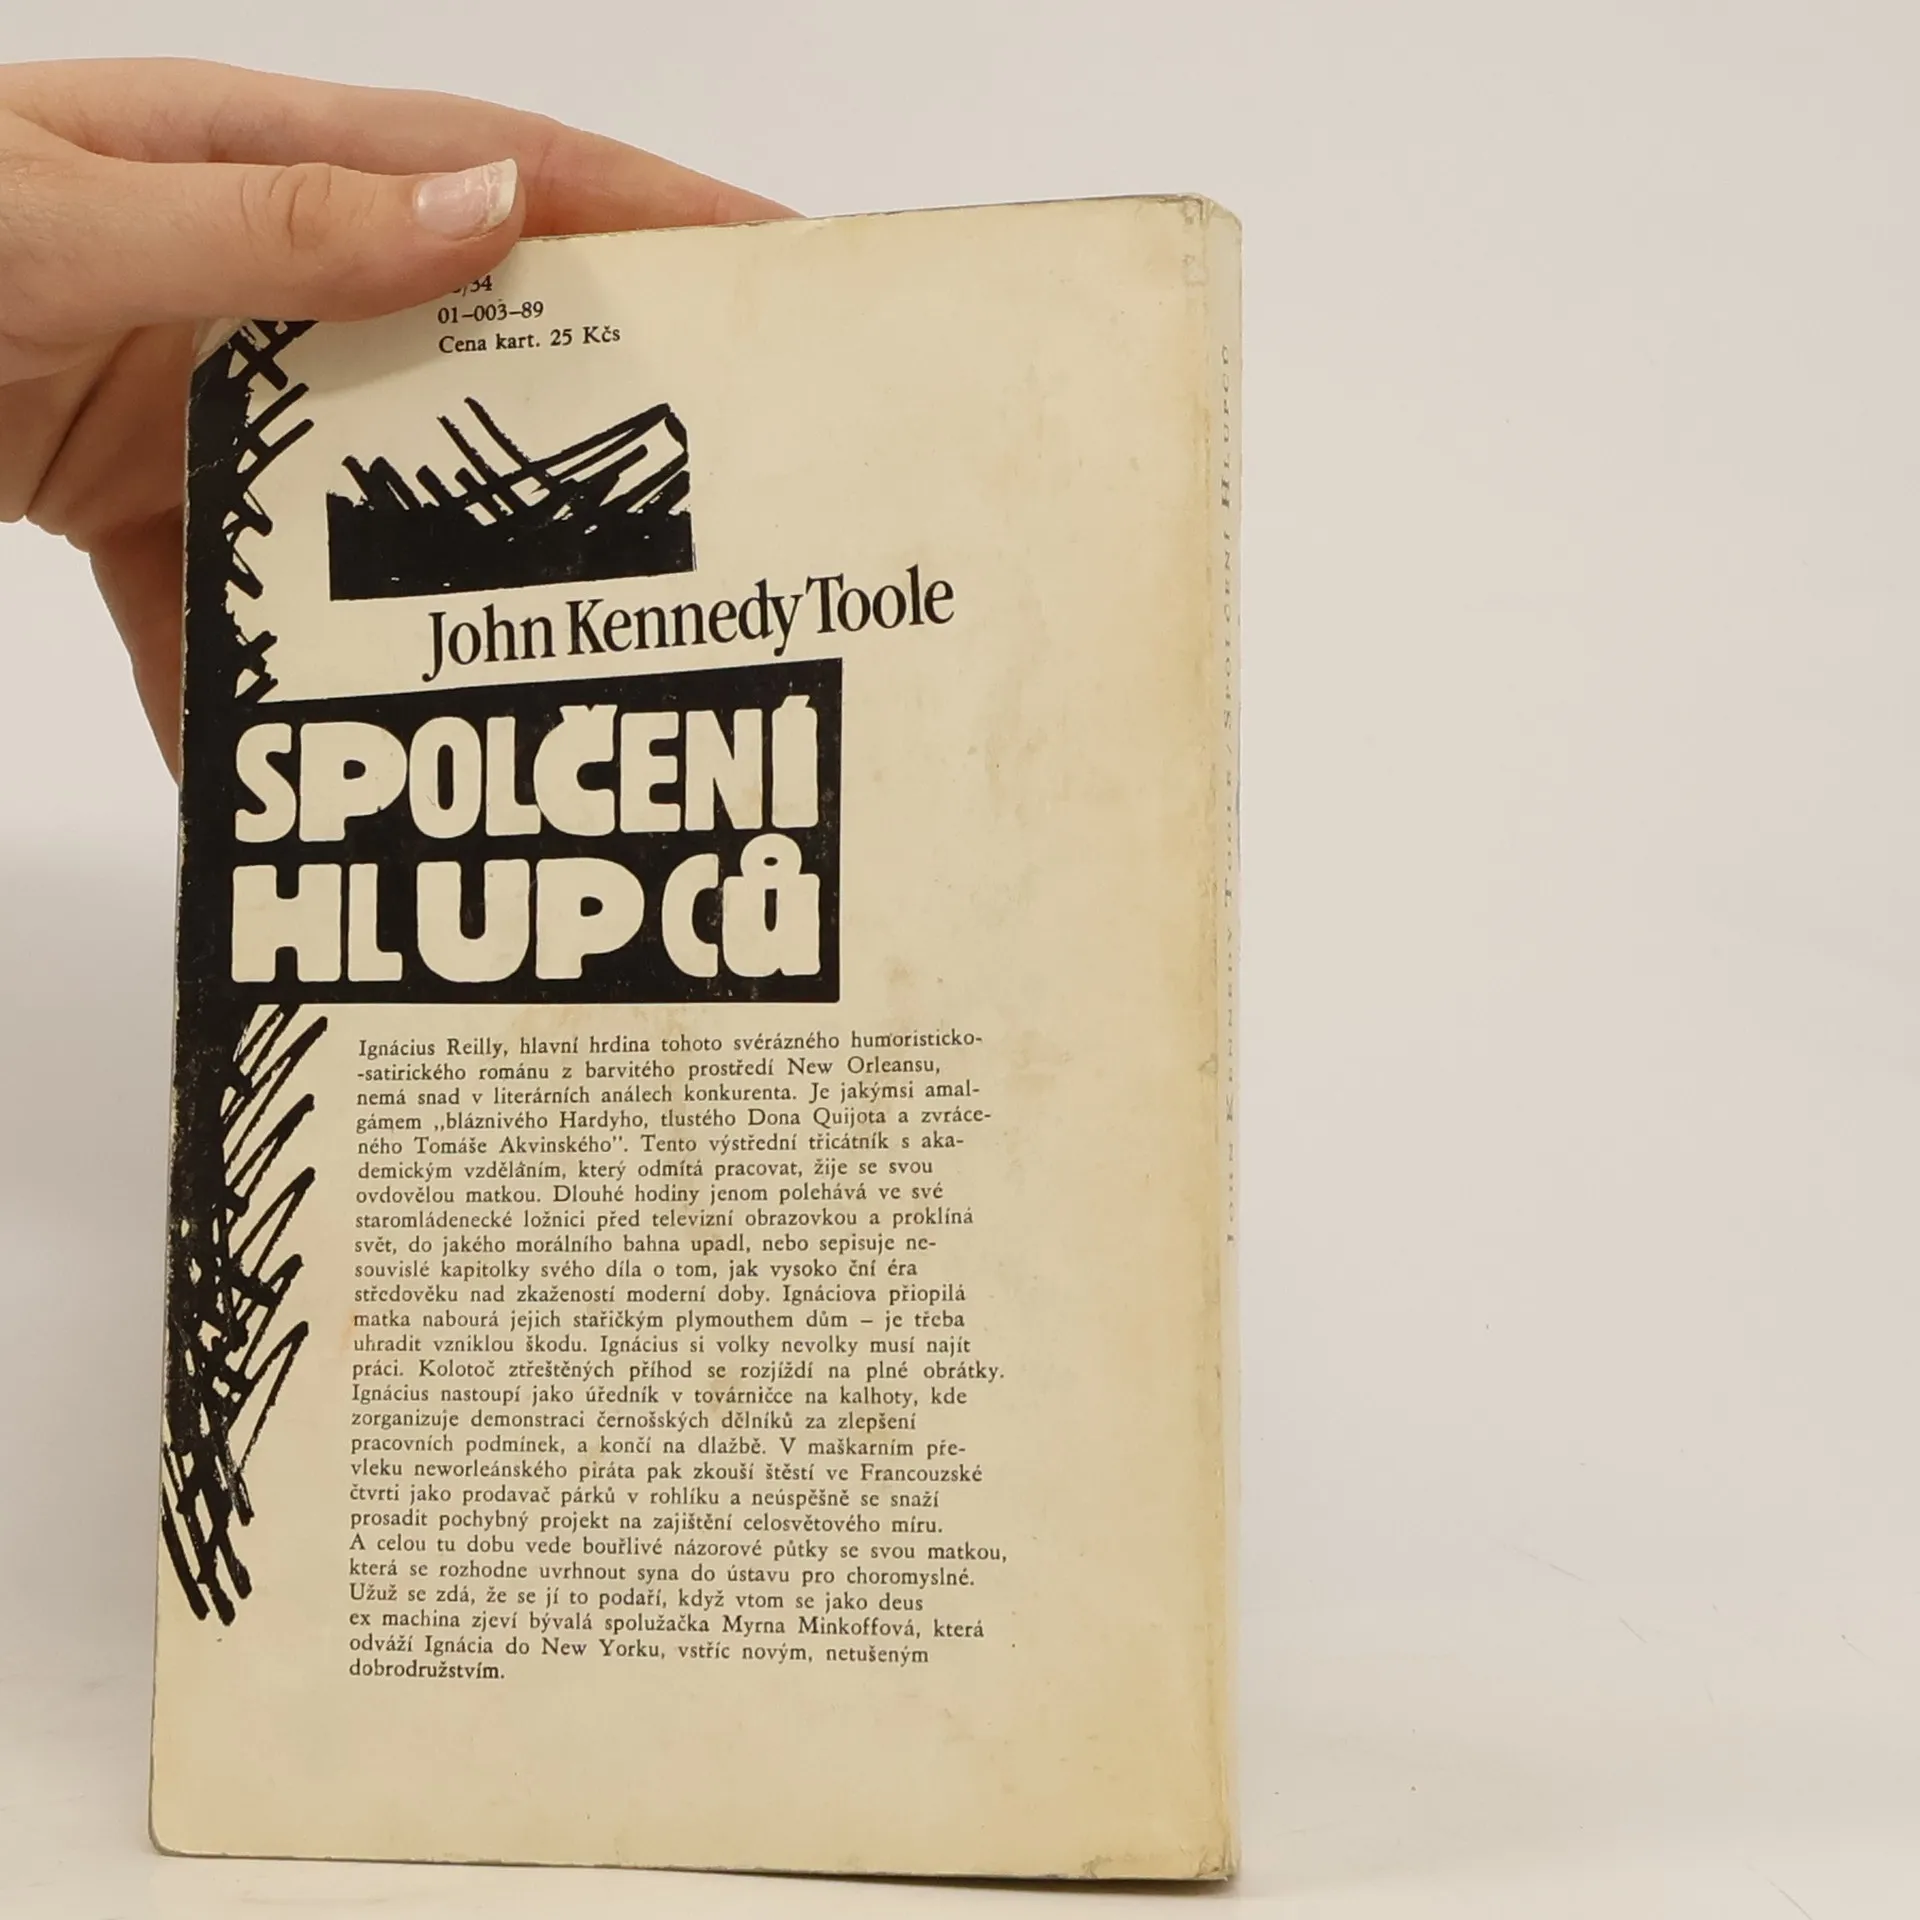 /34
01–003–89
Cena kart. 25 Kčs
John Kennedy Toole
SPOLČENÍ
HLUPCŮ
Ignácius Reilly, hlavní hrdina tohoto svérázného humoristicko-
-satirického románu z barvitého prostředí New Orleansu,
nemá snad v literárních análech konkurenta. Je jakýmsi amal-
gámem „bláznivého Hardyho, tlustého Dona Quijota a zvráce-
ného Tomáše Akvinského". Tento výstřední třicátník s aka-
demickým vzděláním, který odmítá pracovat, žije se svou
ovdovělou matkou. Dlouhé hodiny jenom polehává ve své
staromládenecké ložnici před televizní obrazovkou a proklíná
svět, do jakého morálního bahna upadl, nebo sepisuje ne-
souvislé kapitolky svého díla o tom, jak vysoko ční éra
středověku nad zkažeností moderní doby. Ignáciova přiopilá
matka nabourá jejich stařičkým plymouthem dům – je třeba
uhradit vzniklou škodu. Ignácius si volky nevolky musí najít
práci. Kolotoč ztřeštěných příhod se rozjíždí na plné obrátky.
Ignácius nastoupí jako úředník v továrničce na kalhoty, kde
zorganizuje demonstraci černošských dělníků za zlepšení
pracovních podmínek, a končí na dlažbě. V maškarním pře-
vleku neworleánského piráta pak zkouší štěstí ve Francouzské
čtvrti jako prodavač párků v rohlíku a neúspěšně se snaží
prosadit pochybný projekt na zajištění celosvětového míru.
A celou tu dobu vede bouřlivé názorové půtky se svou matkou,
která se rozhodne uvrhnout syna do ústavu pro choromyslné.
Užuž se zdá, že se jí to podaří, když vtom se jako deus
ex machina zjeví bývalá spolužačka Myrna Minkoffová, která
odváží Ignácia do New Yorku, vstříc novým, netušeným
dobrodružstvím.
JOHN KENNEDY TOOLE / SPOLČENÍ HLUPCŮ